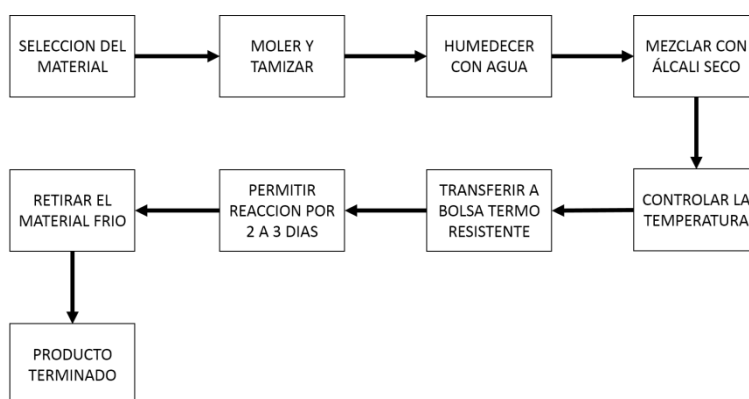 SELECCION DEL
MATERIAL
MOLER Y
TAMIZAR
HUMEDECER
CON AGUA
MEZCLAR CON
ÁLCALI SECO
CONTROLAR LA
TEMPERATURA
TRANSFERIR A
BOLSA TERMO
RESISTENTE
PERMITIR
REACCION POR
2 A 3 DIAS
RETIRAR EL
MATERIAL FRIO
PRODUCTO
TERMINADO